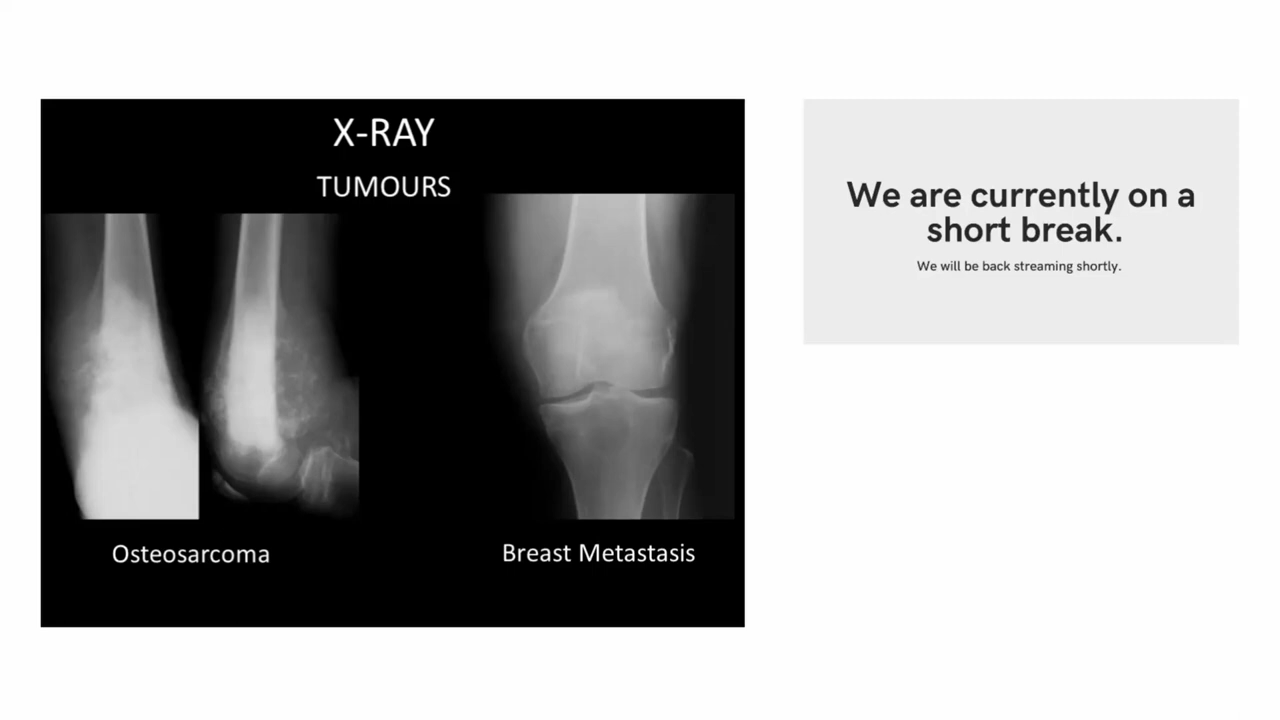 X-RAY
TUMOURS
Osteosarcoma
Breast Metastasis
We are currently on a
short break.
We will be back streaming shortly.